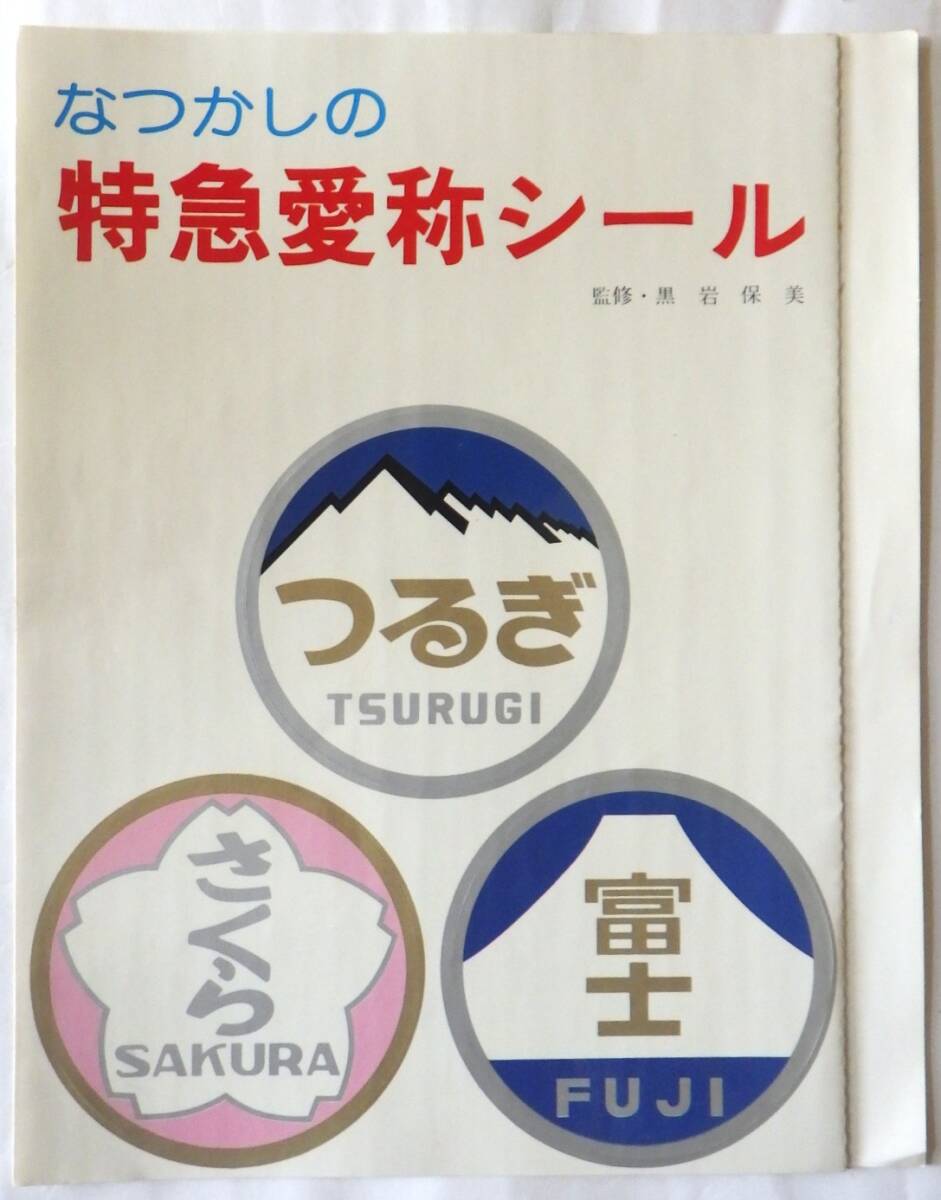 なつかしの
特急愛称シール
監修・黒岩保美
つるぎ
TSURUGI
さくら
SAKURA
富士
FUJI